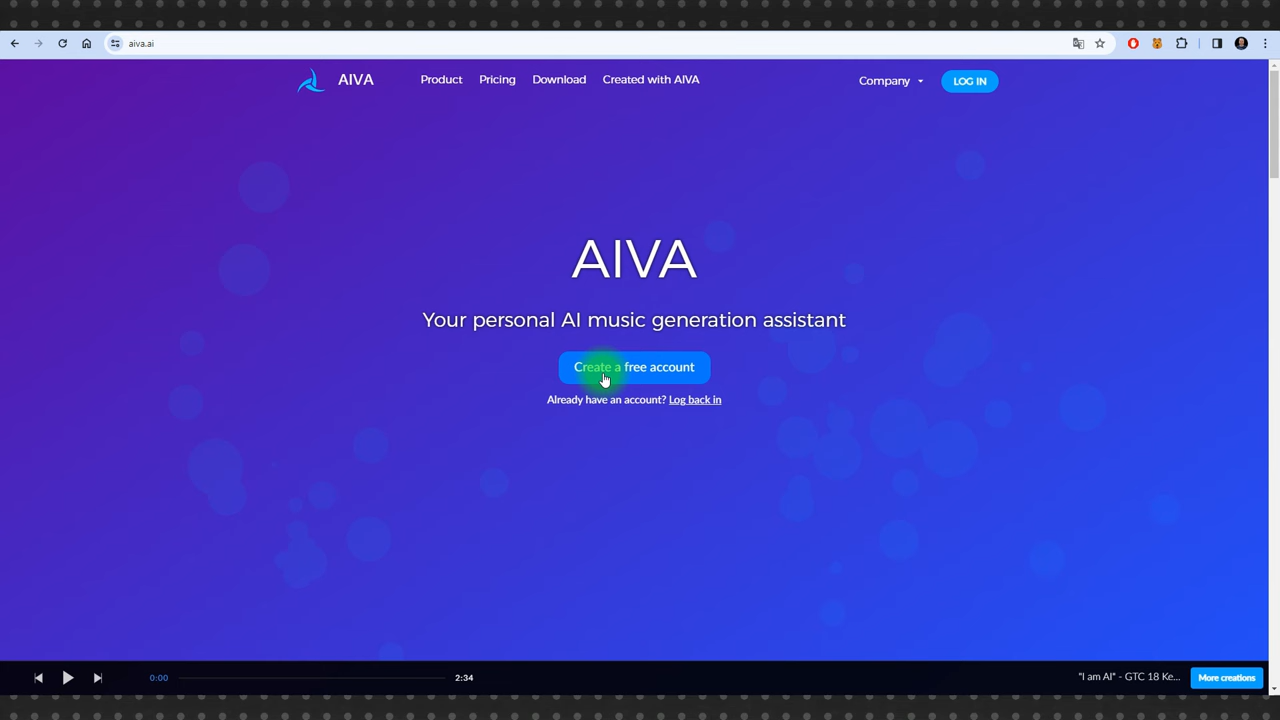 aiva.ai
AIVA
Product
Pricing
Download
Created with AIVA
Company
LOG IN
AIVA
Your personal AI music generation assistant
Create a free account
Already have an account? Log back in
0:00
2:34
"I am AI" - GTC 18 Ke...
More creations